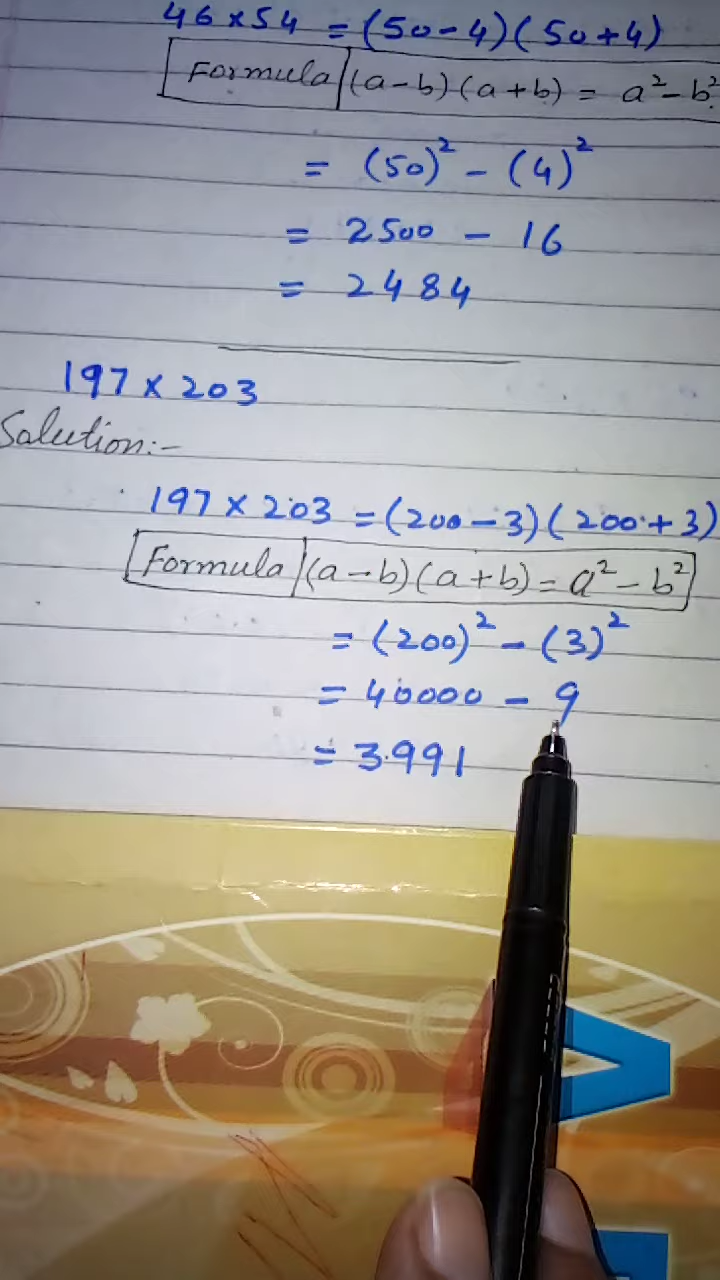 46 × 54 = (50 - 4) ( 50 + 4)
Formula (a - b) (a + b) = a² - b²
= (50)² - (4)²
= 2500 - 16
= 2484
197 × 203
Solution:-
197 × 203 = (200 - 3) ( 200 + 3)
Formula (a - b) (a + b) = a² - b²
= (200)² - (3)²
= 40000 - 9
= 3.991